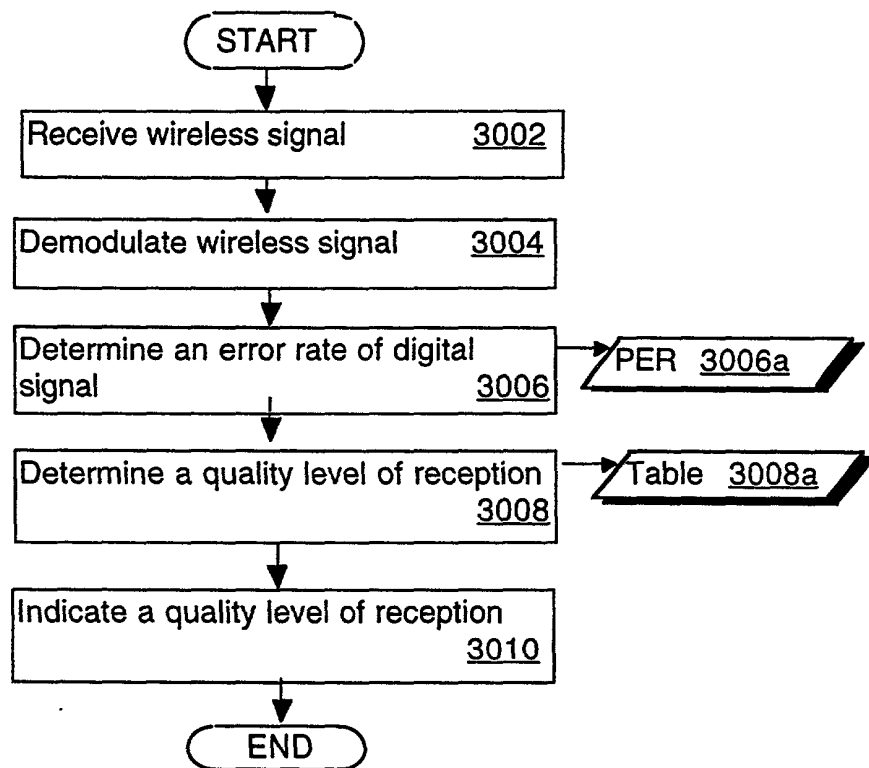 START
Receive wireless signal 3002
Demodulate wireless signal 3004
Determine an error rate of digital
signal 3006
PER 3006a
Determine a quality level of reception
3008
Table 3008a
Indicate a quality level of reception
3010
END